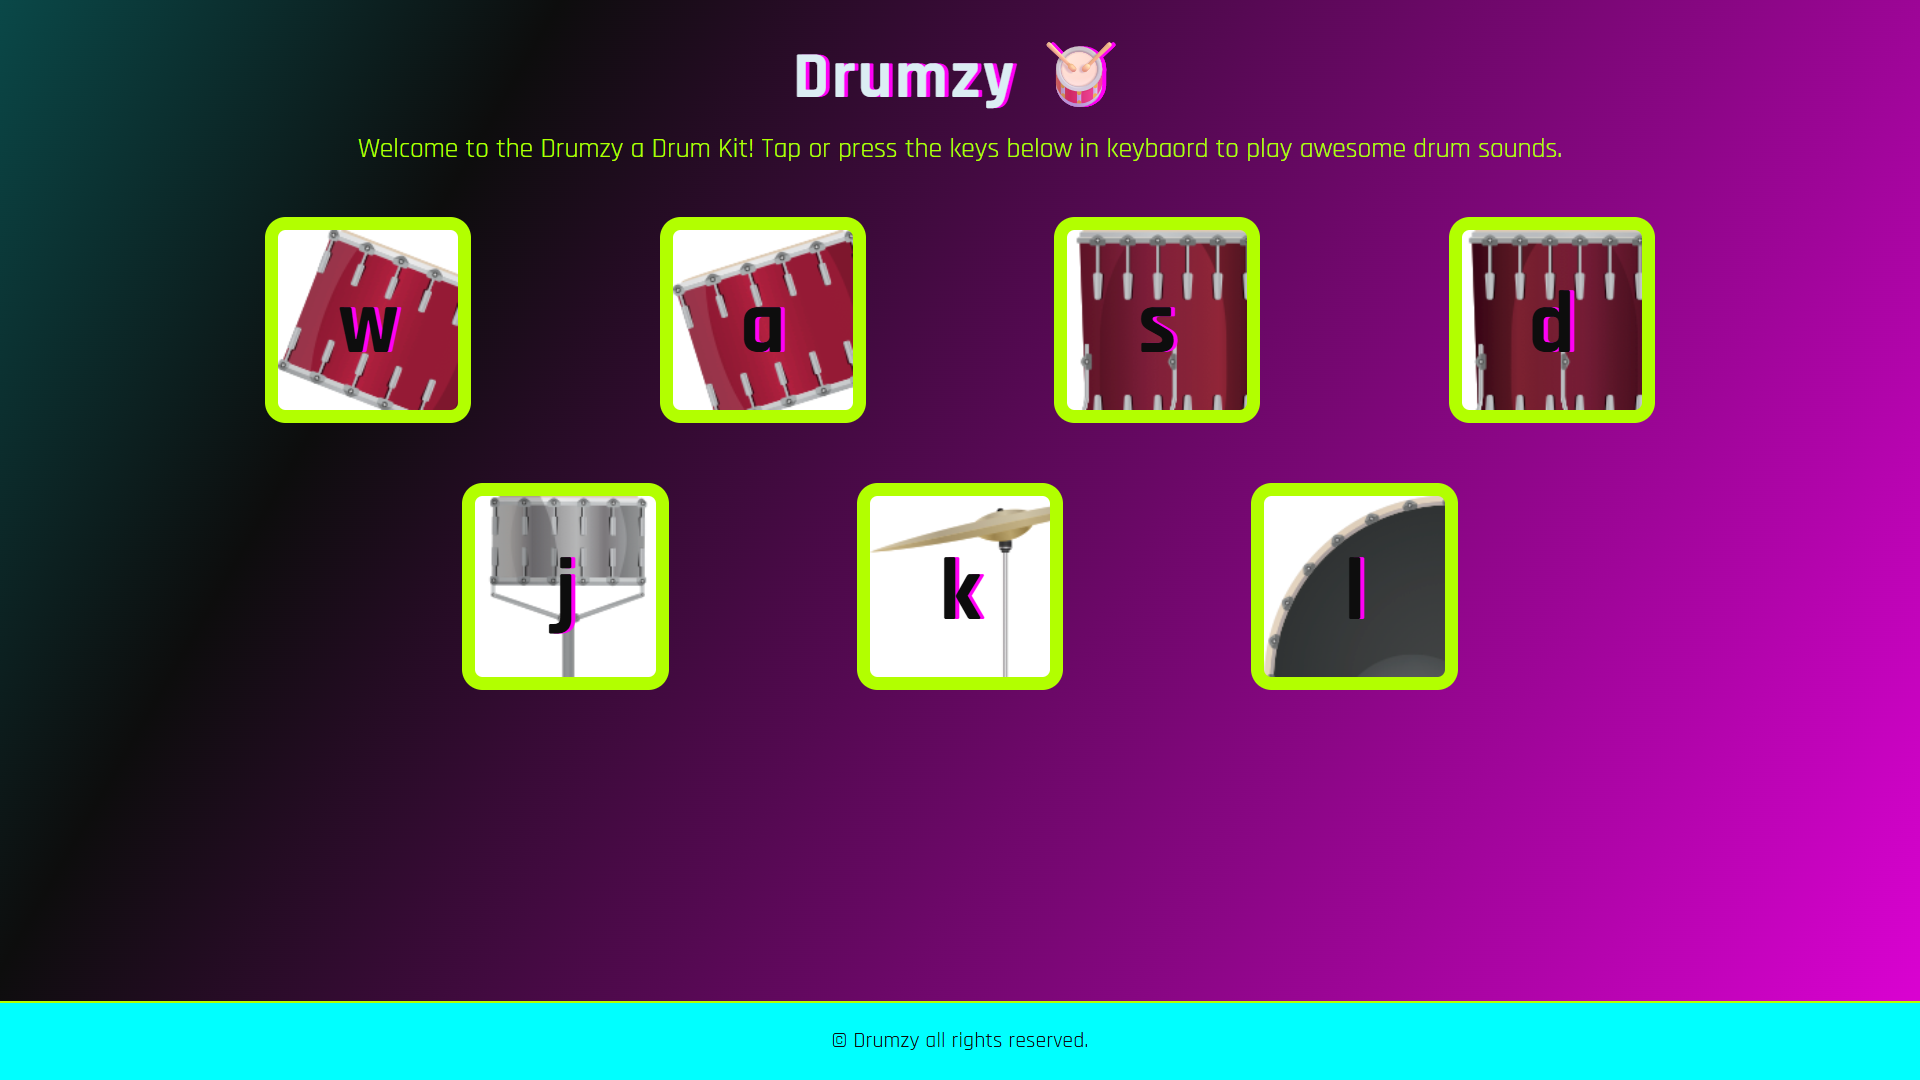 Drumzy 🥁
Welcome to the Drumzy a Drum Kit! Tap or press the keys below in keybaord to play awesome drum sounds.
w a s d
j k l
© Drumzy all rights reserved.